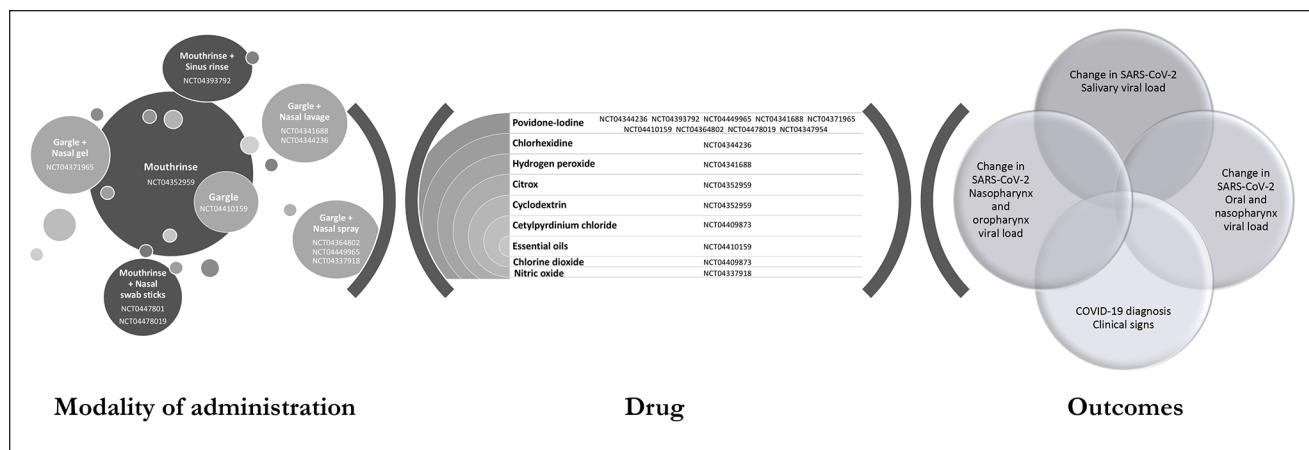 Mouthrinse +
Sinus rinse
NCT04393792
Gargle +
Nasal lavage
NCT04341688
NCT04344236
Gargle +
Nasal gel
NCT04371965
Mouthrinse
NCT04352959
Gargle
NCT04410159
Gargle +
Nasal spray
NCT04364802
NCT04449965
NCT04337918
Mouthrinse
+ Nasal
swab sticks
NCT0447801
NCT04478019
Modality of administration
Povidone-Iodine NCT04344236 NCT04393792 NCT04449965 NCT04341688 NCT04371965
NCT04410159 NCT04364802 NCT04478019 NCT04347954
Chlorhexidine NCT04344236
Hydrogen peroxide NCT04341688
Citrox NCT04352959
Cyclodextrin NCT04352959
Cetylpyrdinium chloride NCT04409873
Essential oils NCT04410159
Chlorine dioxide NCT04409873
Nitric oxide NCT04337918
Drug
Change in SARS-CoV-2
Salivary viral load
Change in
SARS-CoV-2
Nasopharynx
and
oropharynx
viral load
Change in
SARS-CoV-2
Oral and
nasopharynx
viral load
COVID-19 diagnosis
Clinical signs
Outcomes